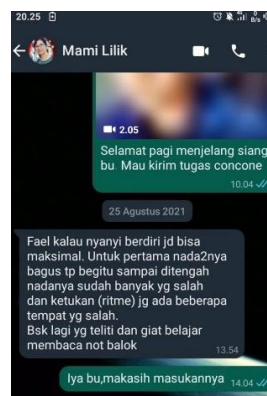 20.25
Mami Lilik
2.05
Selamat pagi menjelang siang
bu. Mau kirim tugas concone
10.04
25 Agustus 2021
Fael kalau nyanyi berdiri jd bisa
maksimal. Untuk pertama nada2nya
bagus tp begitu sampai ditengah
nadanya sudah banyak yg salah
dan ketukan (ritme) jg ada beberapa
tempat yg salah.
Bsk lagi yg teliti dan giat belajar
membaca not balok
13.54
Iya bu,makasih masukannya 14.04